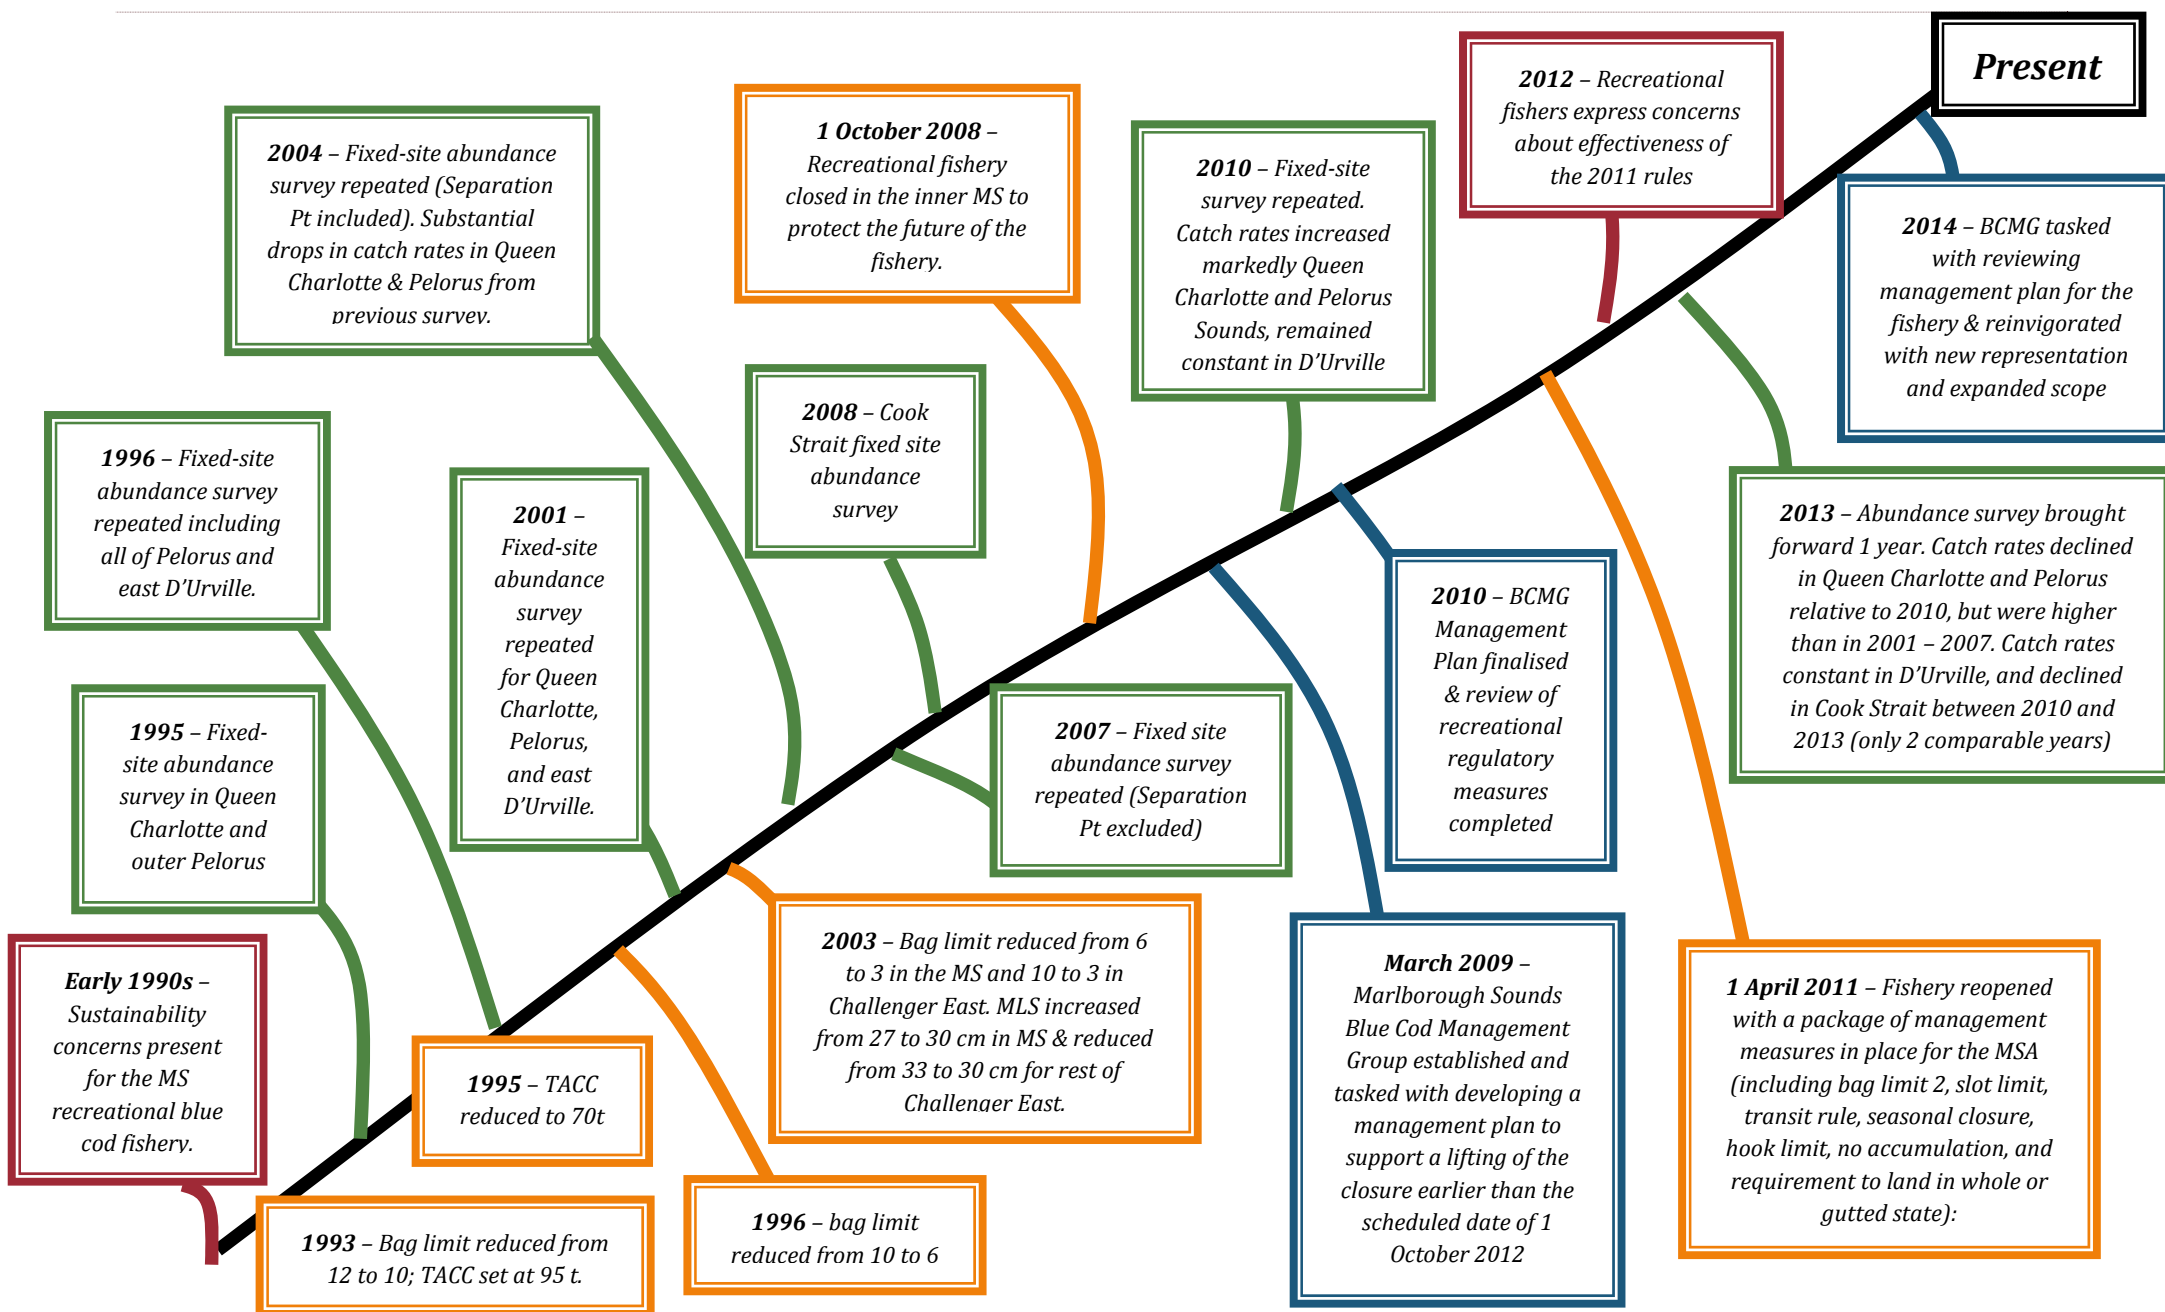 Present
2012 – Recreational
fishers express concerns
about effectiveness of
the 2011 rules
1 October 2008 –
Recreational fishery
closed in the inner MS to
protect the future of the
fishery.
2004 – Fixed-site abundance
survey repeated (Separation
Pt included). Substantial
drops in catch rates in Queen
Charlotte & Pelorus from
previous survey.
2010 – Fixed-site
survey repeated.
Catch rates increased
markedly Queen
Charlotte and Pelorus
Sounds, remained
constant in D’Urville
2014 – BCMG tasked
with reviewing
management plan for the
fishery & reinvigorated
with new representation
and expanded scope
2008 – Cook
Strait fixed site
abundance
survey
1996 – Fixed-site
abundance survey
repeated including
all of Pelorus and
east D’Urville.
2001 –
Fixed-site
abundance
survey
repeated
for Queen
Charlotte,
Pelorus,
and east
D’Urville.
2013 – Abundance survey brought
forward 1 year. Catch rates declined
in Queen Charlotte and Pelorus
relative to 2010, but were higher
than in 2001 – 2007. Catch rates
constant in D’Urville, and declined
in Cook Strait between 2010 and
2013 (only 2 comparable years)
2010 – BCMG
Management
Plan finalised
& review of
recreational
regulatory
measures
completed
1995 – Fixed-
site abundance
survey in Queen
Charlotte and
outer Pelorus
2007 – Fixed site
abundance survey
repeated (Separation
Pt excluded)
2003 – Bag limit reduced from 6
to 3 in the MS and 10 to 3 in
Challenger East. MLS increased
from 27 to 30 cm in MS & reduced
from 33 to 30 cm for rest of
Challenger East.
March 2009 –
Marlborough Sounds
Blue Cod Management
Group established and
tasked with developing a
management plan to
support a lifting of the
closure earlier than the
scheduled date of 1
October 2012
1 April 2011 – Fishery reopened
with a package of management
measures in place for the MSA
(including bag limit 2, slot limit,
transit rule, seasonal closure,
hook limit, no accumulation, and
requirement to land in whole or
gutted state):
Early 1990s –
Sustainability
concerns present
for the MS
recreational blue
cod fishery.
1995 – TACC
reduced to 70t
1996 – bag limit
reduced from 10 to 6
1993 – Bag limit reduced from
12 to 10; TACC set at 95 t.